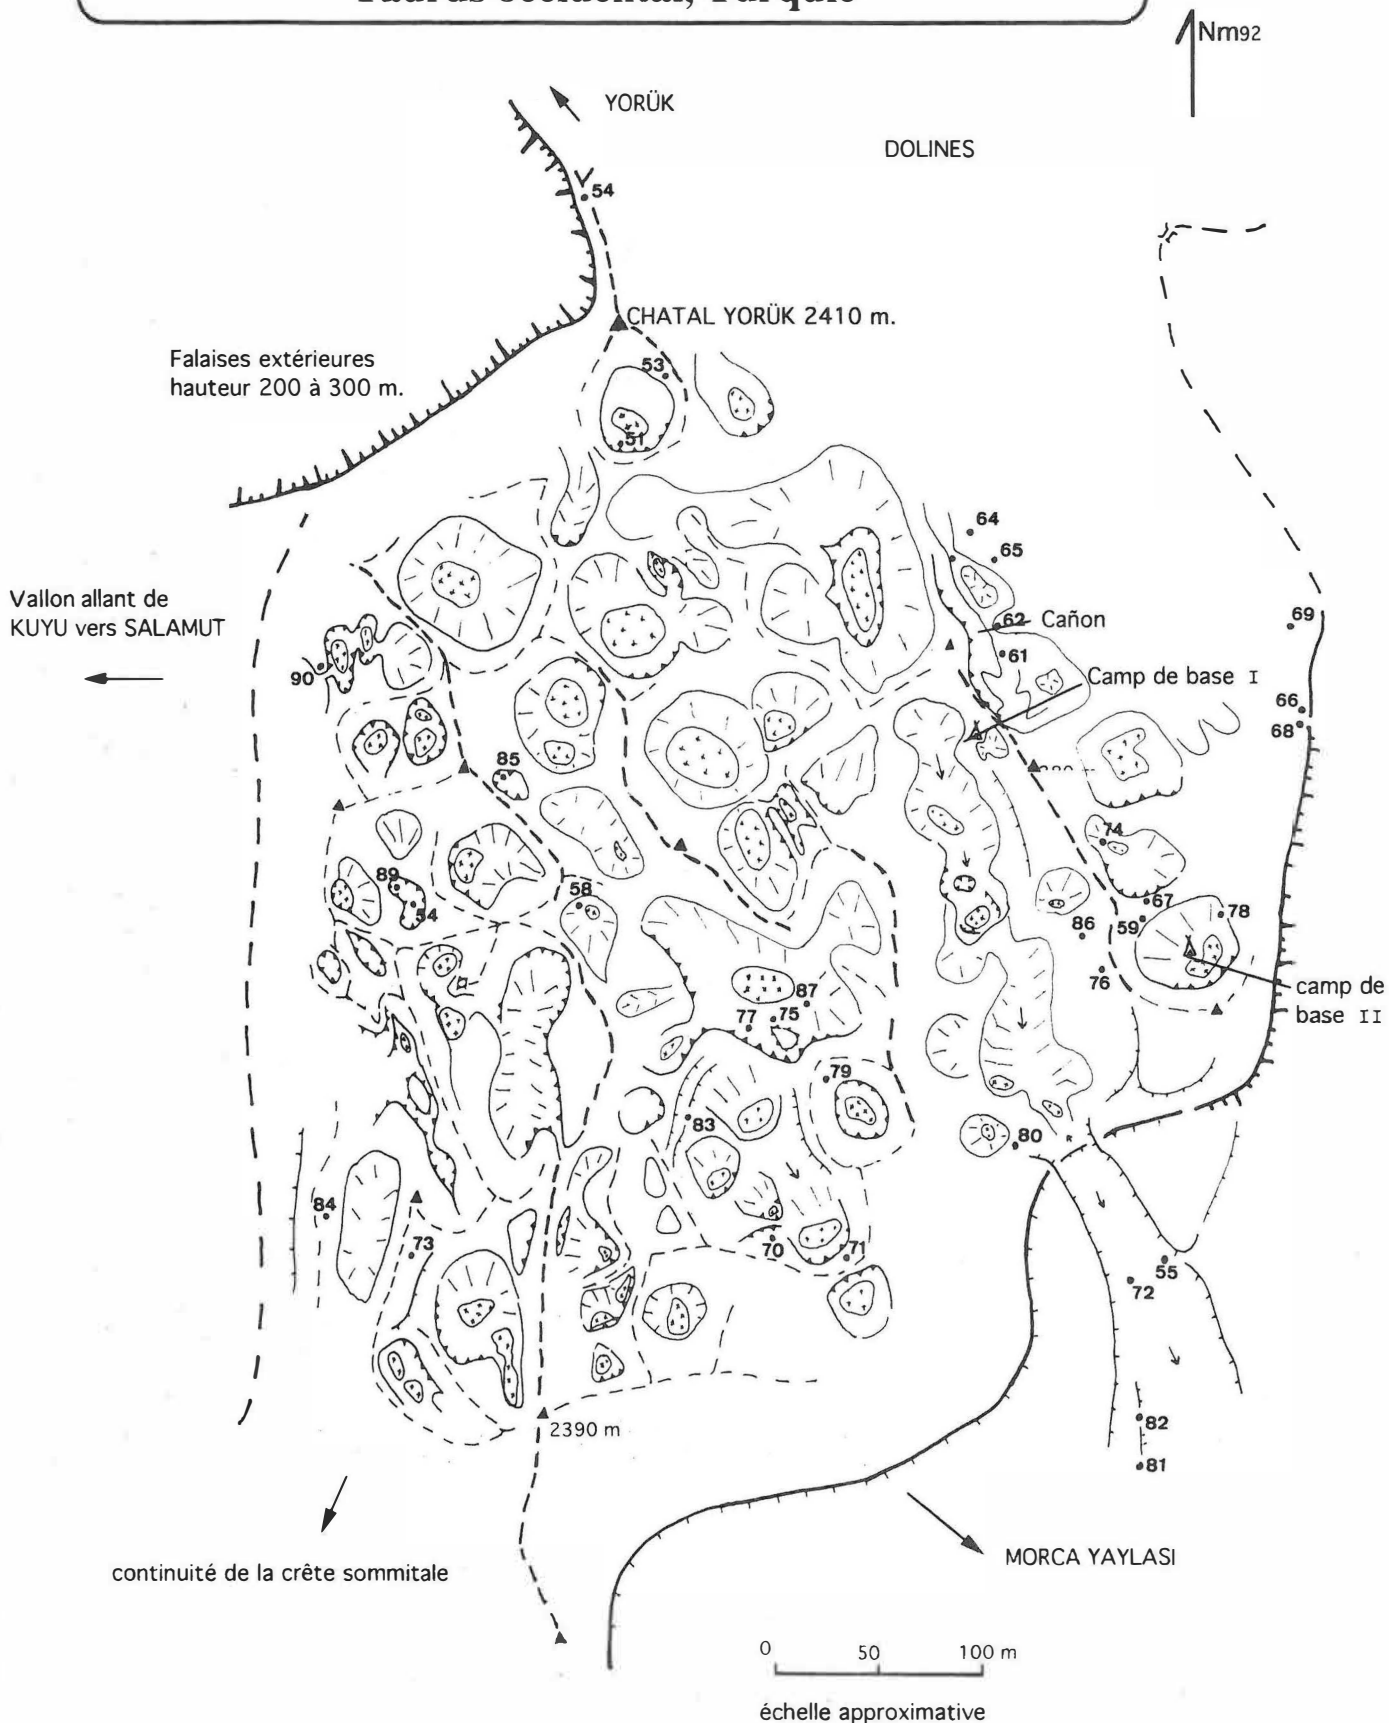 Taurus occidental, Turquie
Nm92
YORÜK
DOLINES
54
CHATAL YORÜK 2410 m.
Falaises extérieures
hauteur 200 à 300 m.
53
51
64
65
Vallon allant de
KUYU vers SALAMUT
62
Cañon
69
61
90
Camp de base I
66
68
85
74
89
54
58
67
59
78
86
76
camp de
base II
87
77
75
79
83
80
84
73
70
71
55
72
2390 m
82
81
continuité de la crête sommitale
MORCA YAYLASI
0 50 100 m
échelle approximative